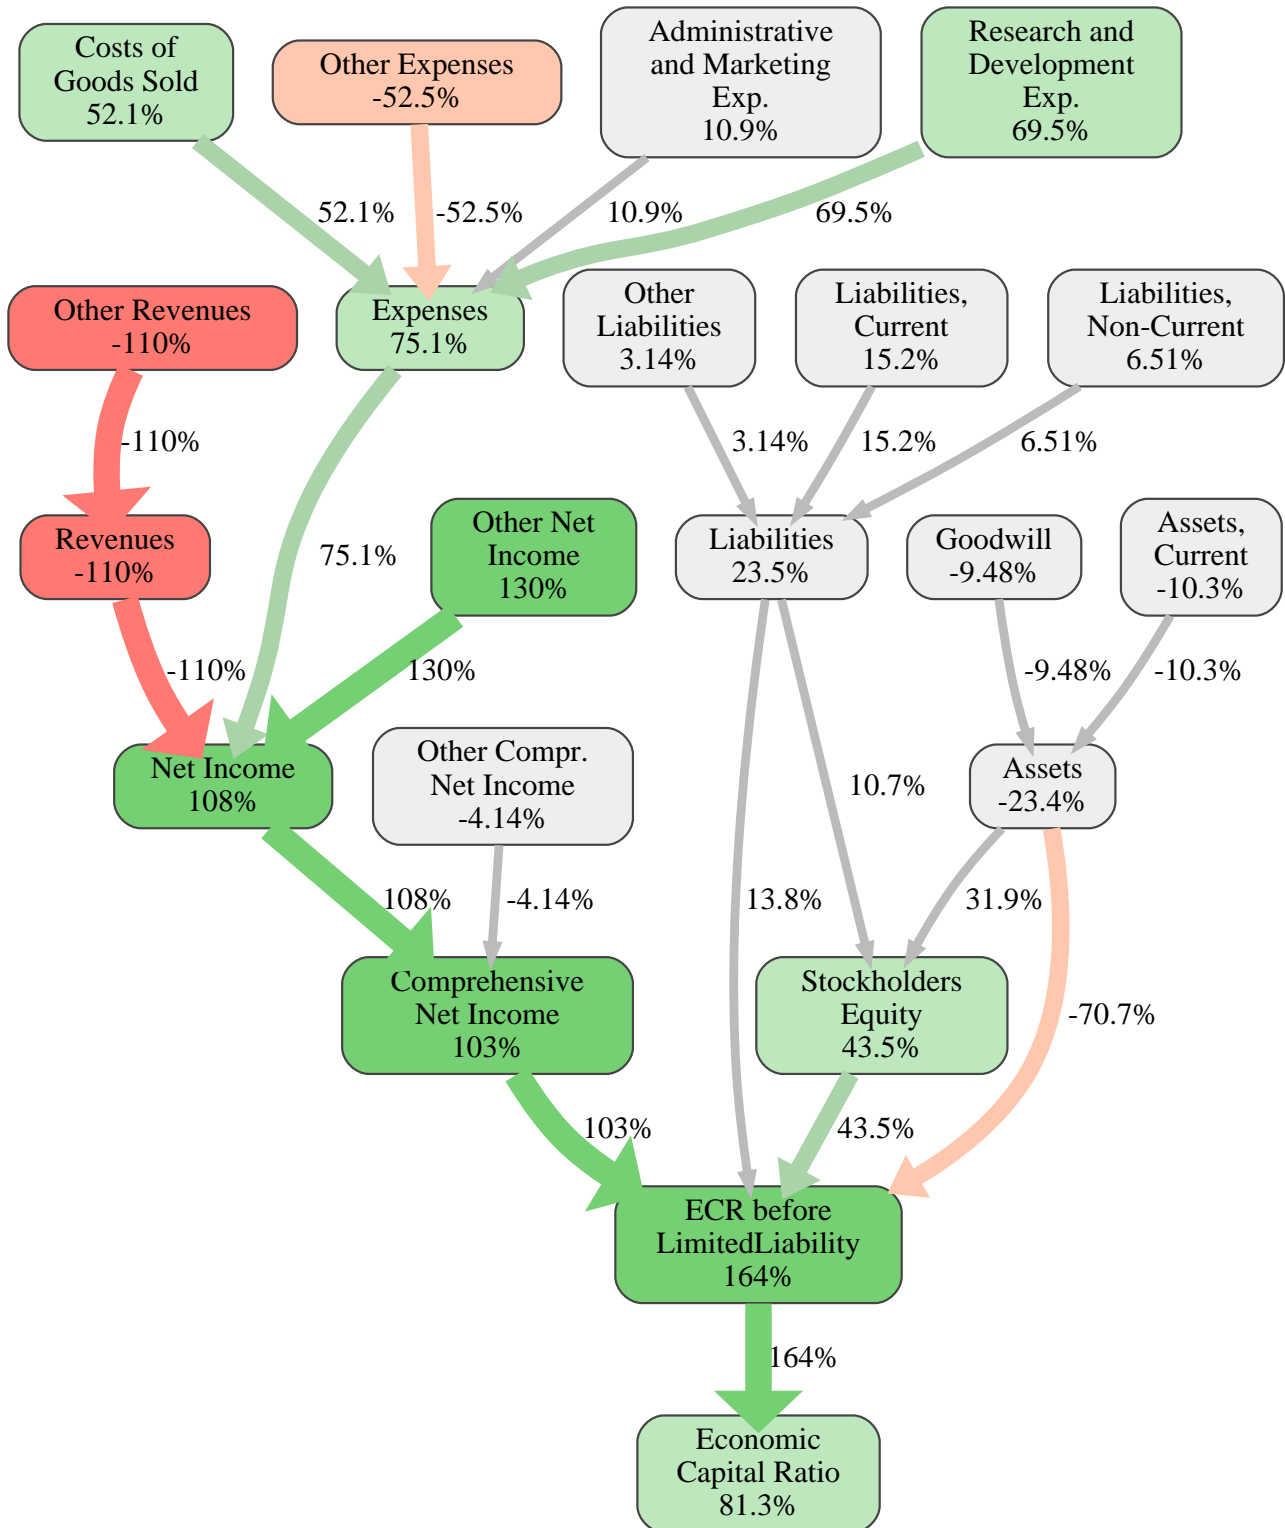 Costs of
Goods Sold
52.1%
Other Expenses
-52.5%
Administrative
and Marketing
Exp.
10.9%
Research and
Development
Exp.
69.5%
52.1%
-52.5%
10.9%
69.5%
Other Revenues
-110%
Expenses
75.1%
Other
Liabilities
3.14%
Liabilities,
Current
15.2%
Liabilities,
Non-Current
6.51%
-110%
3.14%
15.2%
6.51%
Revenues
-110%
75.1%
Other Net
Income
130%
Liabilities
23.5%
Goodwill
-9.48%
Assets,
Current
-10.3%
-110%
130%
-9.48%
-10.3%
Net Income
108%
Other Compr.
Net Income
-4.14%
10.7%
Assets
-23.4%
108%
-4.14%
13.8%
31.9%
Comprehensive
Net Income
103%
Stockholders
Equity
43.5%
-70.7%
103%
43.5%
ECR before
LimitedLiability
164%
164%
Economic
Capital Ratio
81.3%